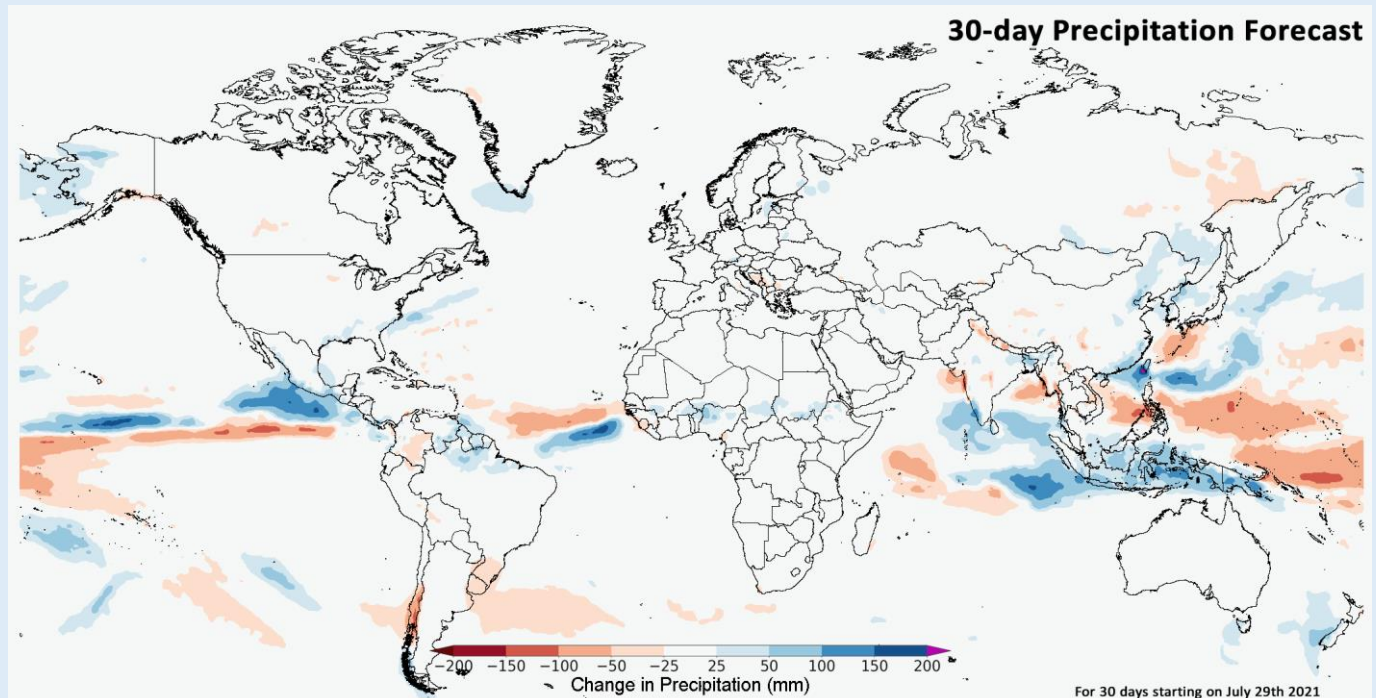 30-day Precipitation Forecast
−200 −150 −100 −50 −25 25 50 100 150 200
Change in Precipitation (mm)
For 30 days starting on July 29th 2021